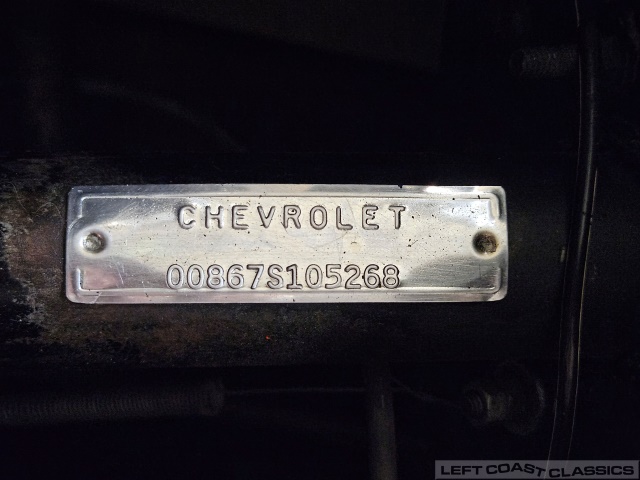 CHEVROLET
00867S105268
LEFT COAST CLASSICS